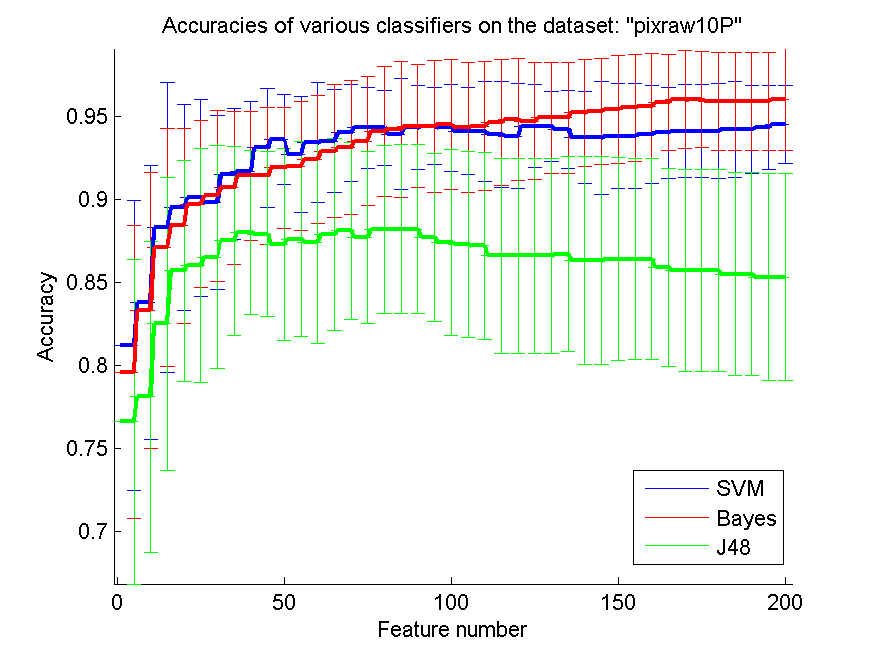 Accuracies of various classifiers on the dataset: "pixraw10P"
0.95
0.9
0.85
0.8
0.75
0.7
Accuracy
SVM
Bayes
J48
0 50 100 150 200
Feature number